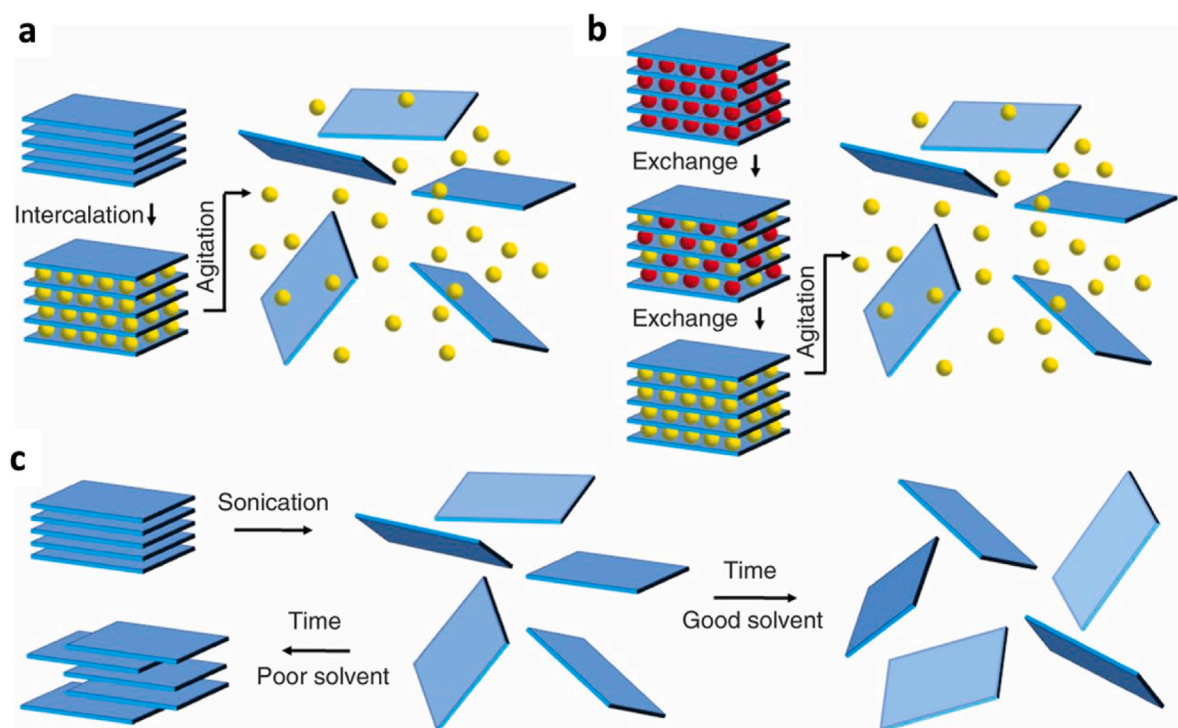 a
Intercalation
Agitation
b
Exchange
Exchange
Agitation
c
Sonication
Time
Poor solvent
Time
Good solvent